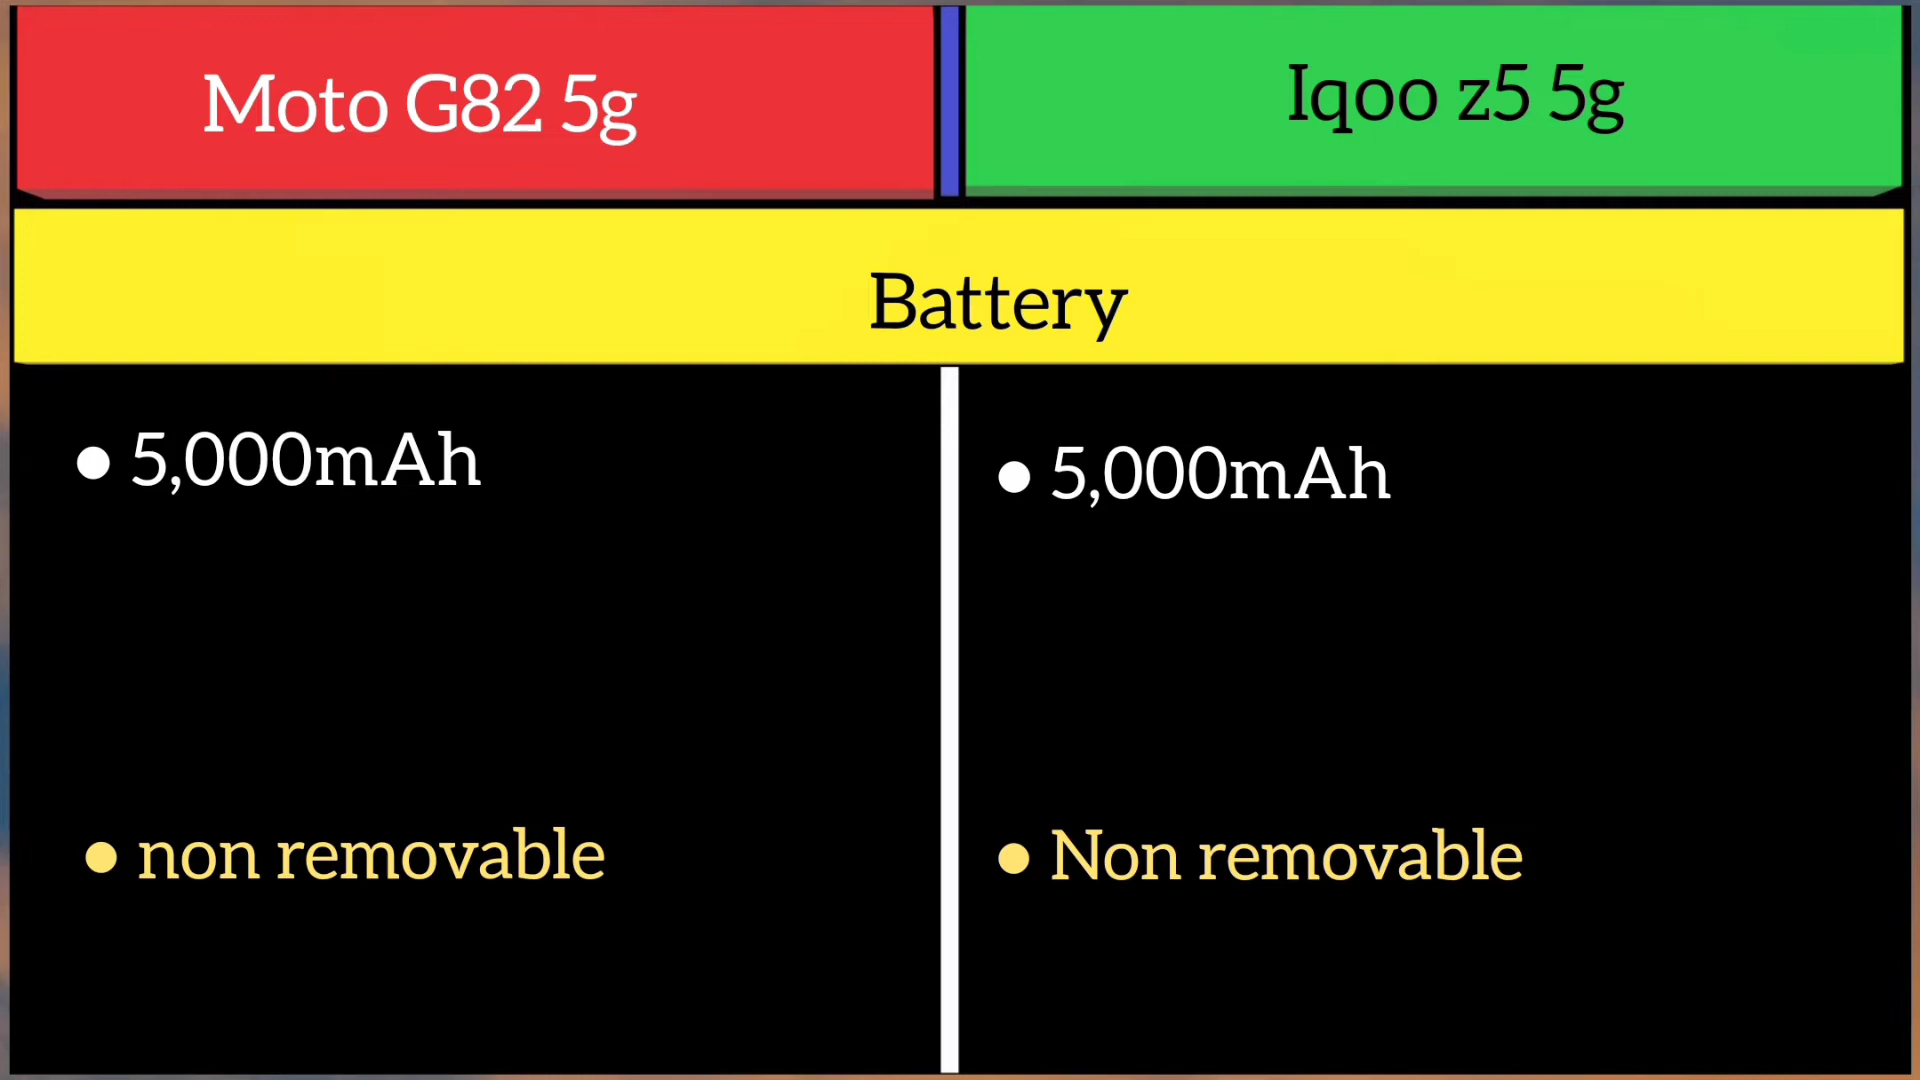 Moto G82 5g
Iqoo z5 5g
Battery
● 5,000mAh
● 5,000mAh
● non removable
● Non removable